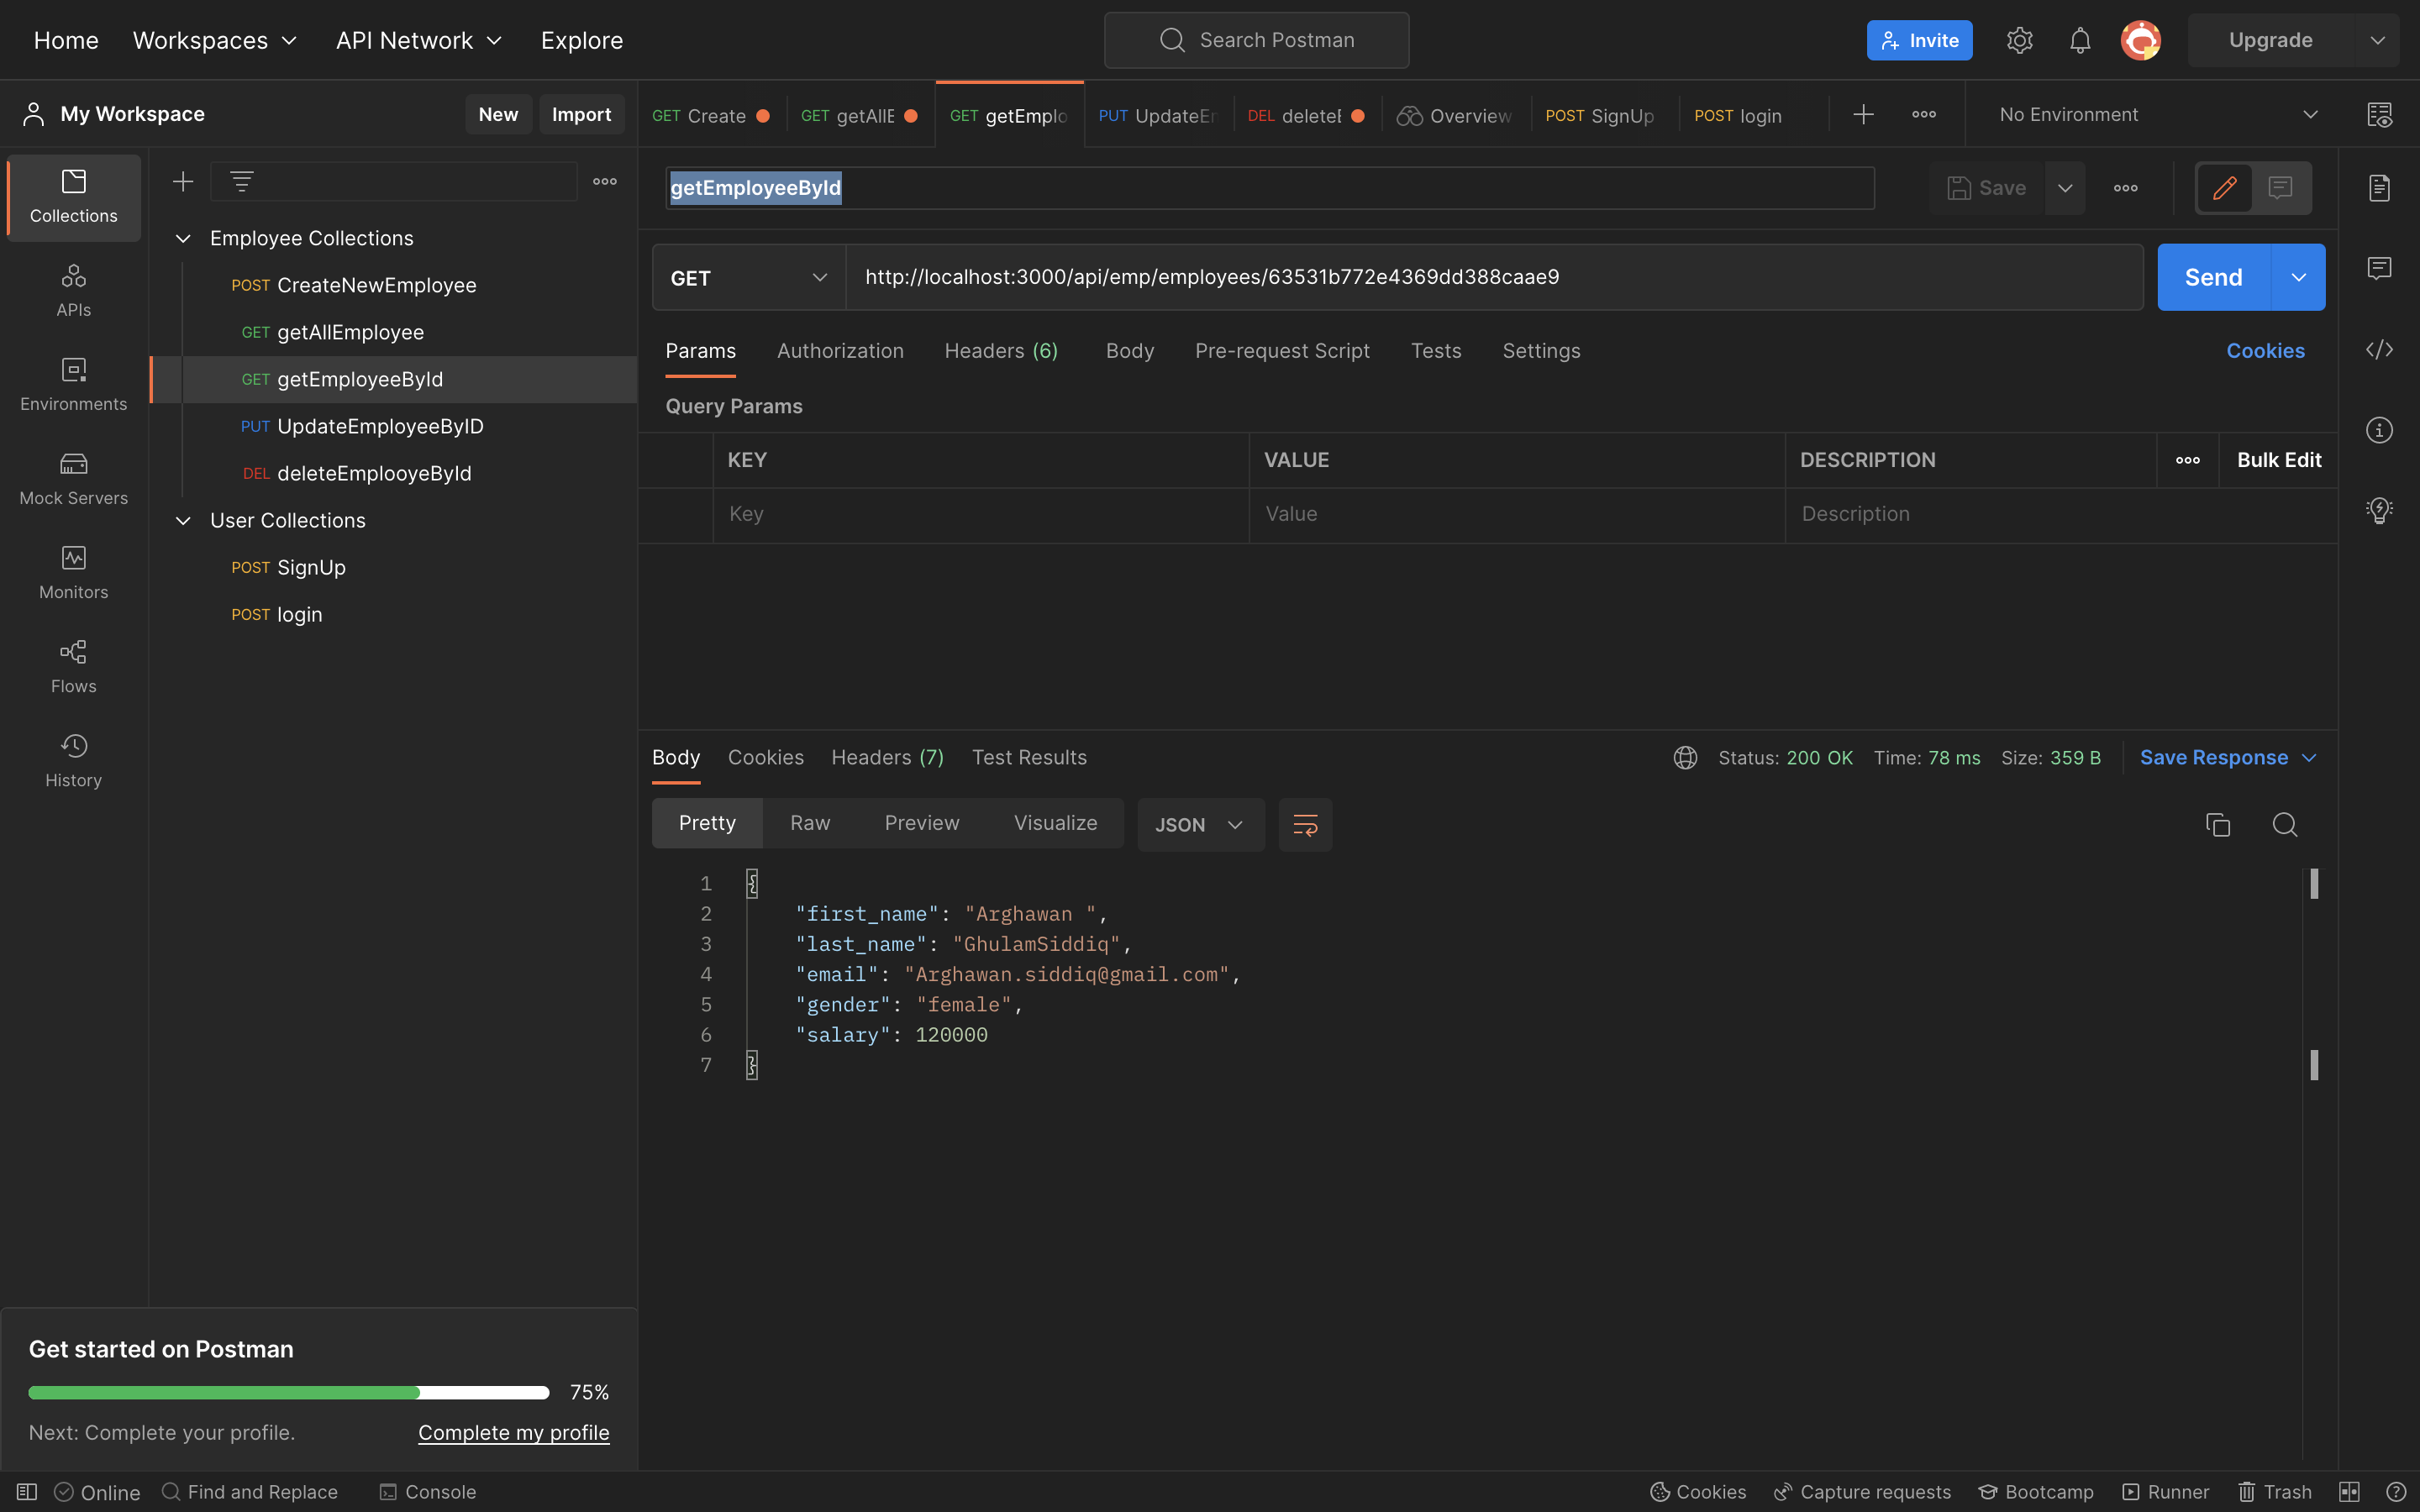 Home Workspaces API Network Explore Search Postman Invite Upgrade
My Workspace New Import
GET Create GET getAllE GET getEmplo PUT UpdateEr DEL deleteE Overview POST SignUp POST login No Environment
Collections
APIs
Environments
Mock Servers
Monitors
Flows
History
Employee Collections
POST CreateNewEmployee
GET getAllEmployee
GET getEmployeeById
PUT UpdateEmployeeByID
DEL deleteEmplooyeById
User Collections
POST SignUp
POST login
getEmployeeById Save
GET http://localhost:3000/api/emp/employees/63531b772e4369dd388caae9 Send
Params Authorization Headers (6) Body Pre-request Script Tests Settings Cookies
Query Params
KEY VALUE DESCRIPTION Bulk Edit
Key Value Description
Body Cookies Headers (7) Test Results Status: 200 OK Time: 78 ms Size: 359 B Save Response
Pretty Raw Preview Visualize JSON
1 {
2 "first_name": "Arghawan ",
3 "last_name": "GhulamSiddiq",
4 "email": "Arghawan.siddiq@gmail.com",
5 "gender": "female",
6 "salary": 120000
7 }
Get started on Postman
75%
Next: Complete your profile. Complete my profile
Online Find and Replace Console Cookies Capture requests Bootcamp Runner Trash